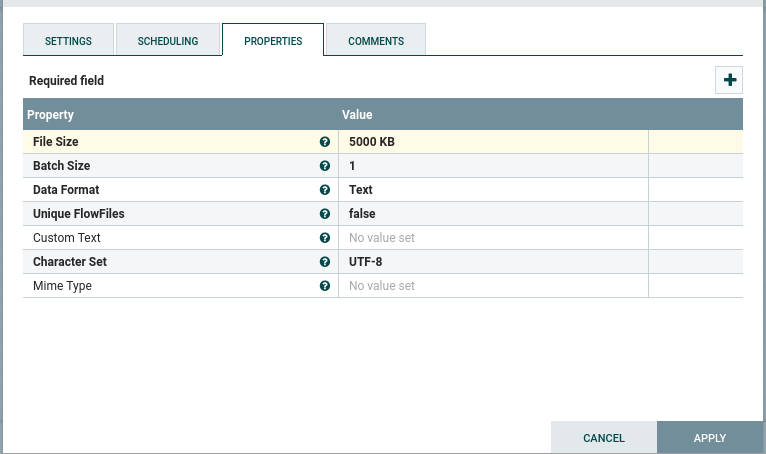 SETTINGS SCHEDULING PROPERTIES COMMENTS
Required field
Property Value
File Size 5000 KB
Batch Size 1
Data Format Text
Unique FlowFiles false
Custom Text No value set
Character Set UTF-8
Mime Type No value set
CANCEL APPLY